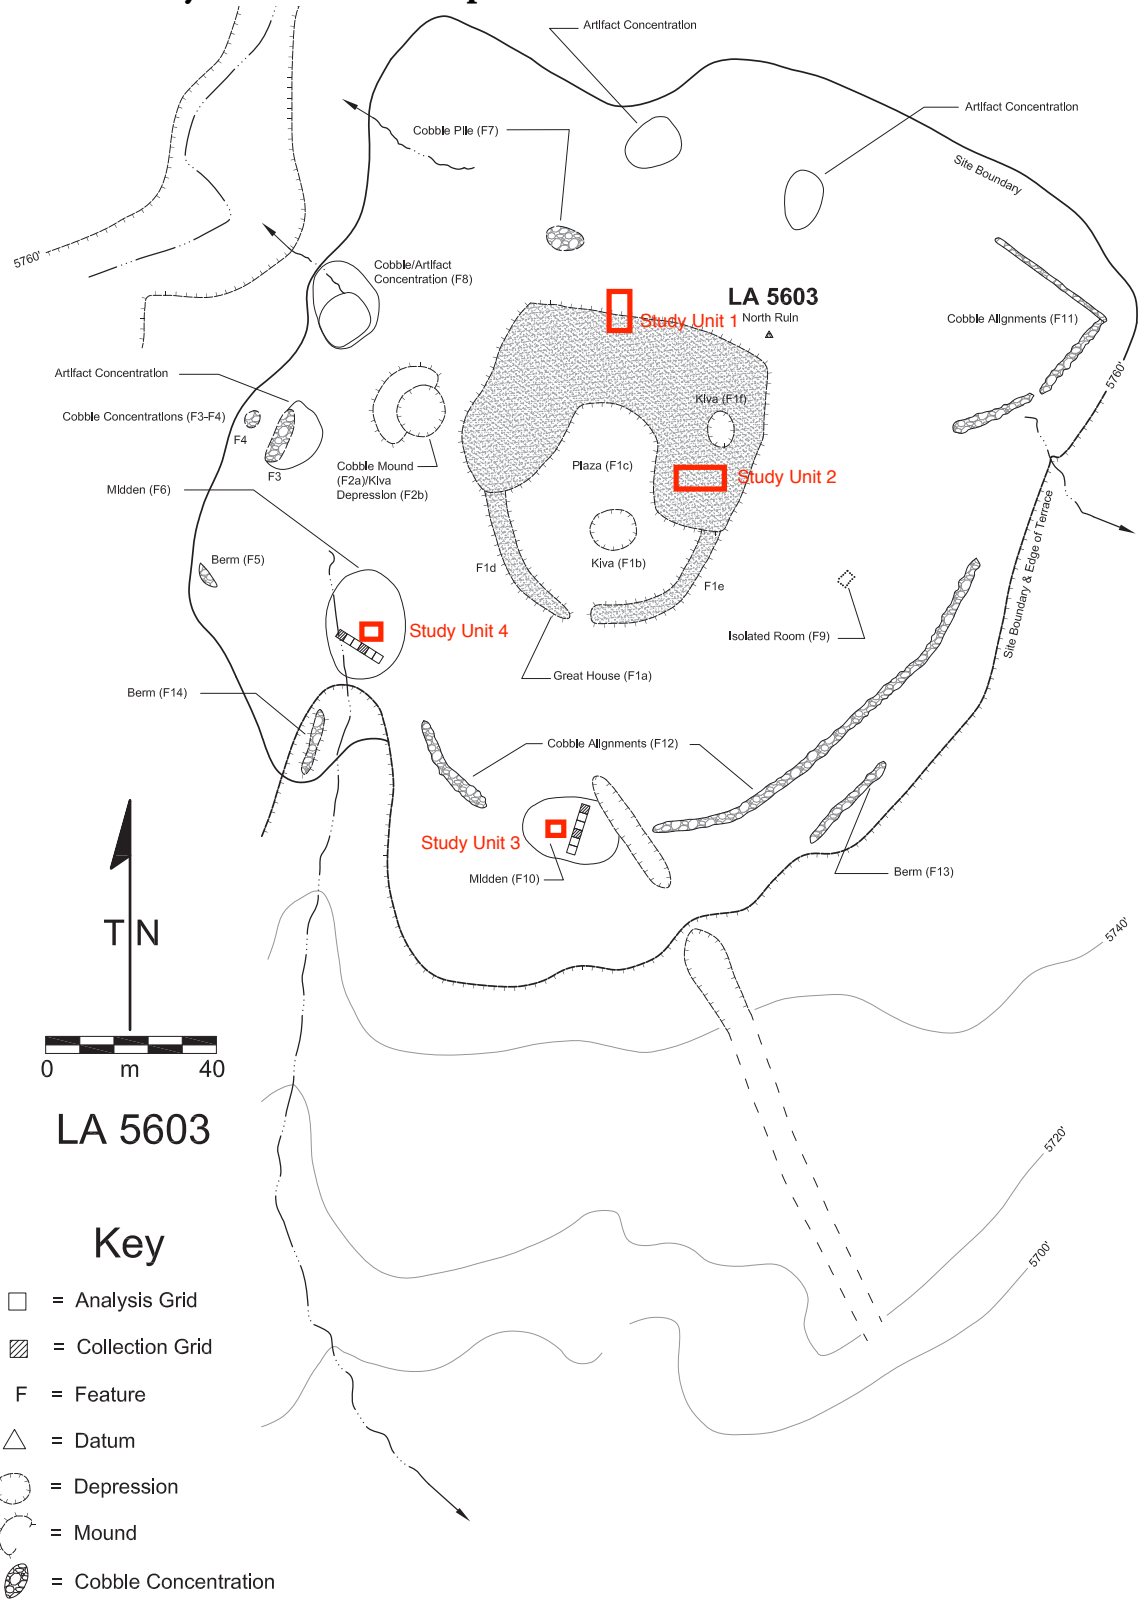 Artifact Concentration
Artifact Concentration
Cobble Pile (F7)
Site Boundary
5760'
Cobble/Artifact
Concentration (F8)
LA 5603
North Ruin
Study Unit 1
Cobble Alignments (F11)
5760'
Artifact Concentration
Cobble Concentrations (F3-F4)
F4
F3
Kiva (F1f)
Cobble Mound
(F2a)/Kiva
Depression (F2b)
Plaza (F1c)
Study Unit 2
Midden (F6)
Site Boundary & Edge of Terrace
Berm (F5)
F1d
Kiva (F1b)
F1e
Study Unit 4
Isolated Room (F9)
Great House (F1a)
Berm (F14)
Cobble Alignments (F12)
Study Unit 3
Midden (F10)
Berm (F13)
TN
5740'
0 m 40
LA 5603
5720'
5700'
Key
= Analysis Grid
= Collection Grid
F = Feature
= Datum
= Depression
= Mound
= Cobble Concentration